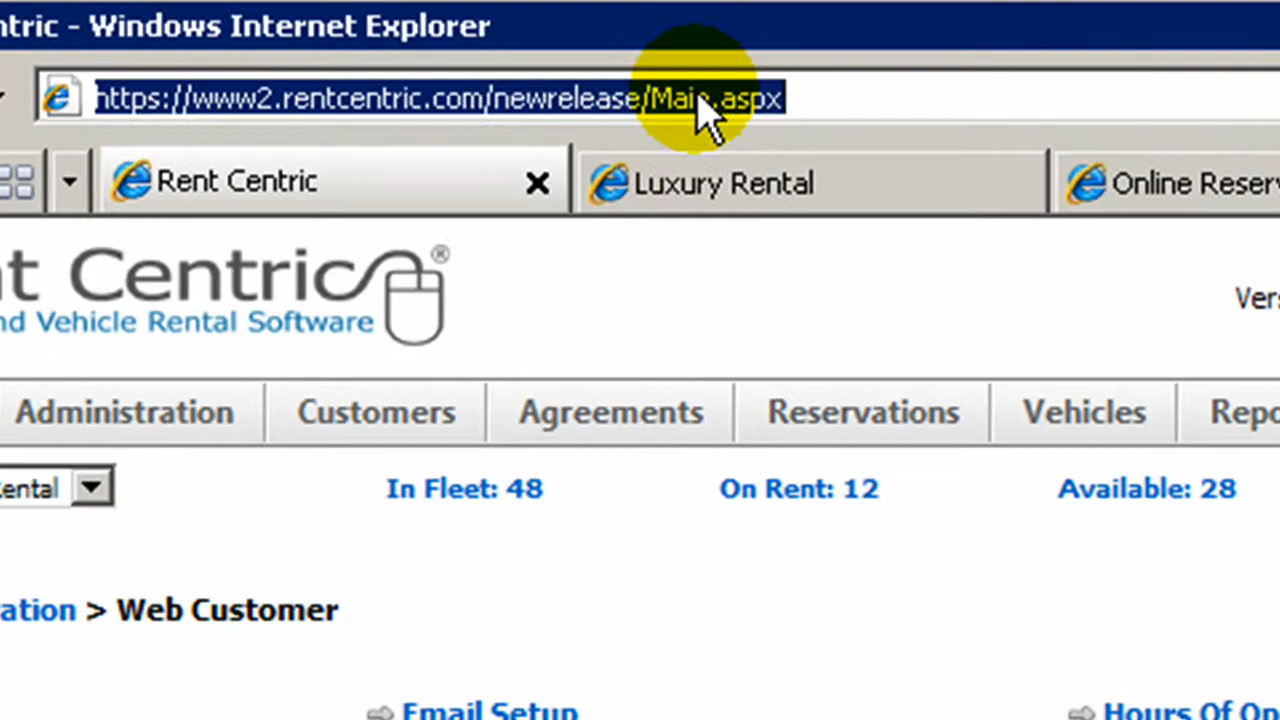 ntric - Windows Internet Explorer
https://www2.rentcentric.com/newrelease/Main.aspx
Rent Centric
Luxury Rental
Online Reser
nt Centric®
nd Vehicle Rental Software
Vers
Administration
Customers
Agreements
Reservations
Vehicles
Repo
ental
In Fleet: 48
On Rent: 12
Available: 28
ation > Web Customer
Email Setup
Hours Of Op